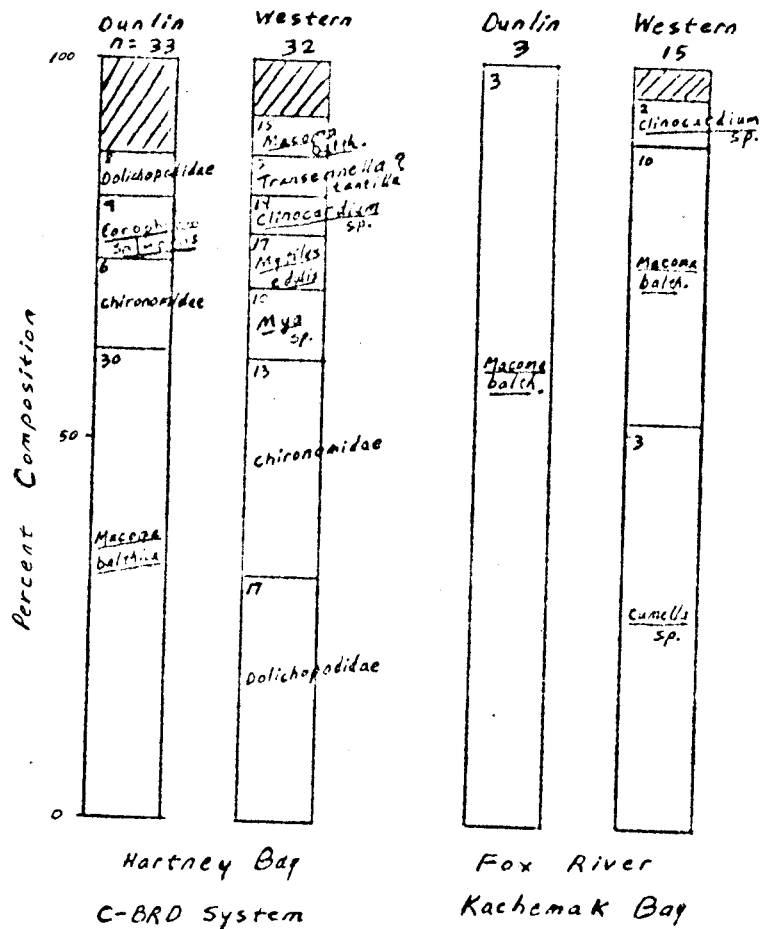 Dunlin
n= 33
Western
32
Dunlin
3
Western
15
100
50
0
Percent Composition
8
Dolichopodidae
9
6
Chironomidae
30
Macoma
balthica
15
Macoma
balth.
Transennella
tantilla
14
Clinocardium
sp.
17
Mytiles
edulis
10
Mya
sp.
13
Chironomidae
17
Dolichopodidae
3
Macoma
balth.
2
Clinocardium
sp.
10
Macoma
balth.
3
Cumella
sp.
Hartney Bay
C-BRD System
Fox River
Kachemak Bay